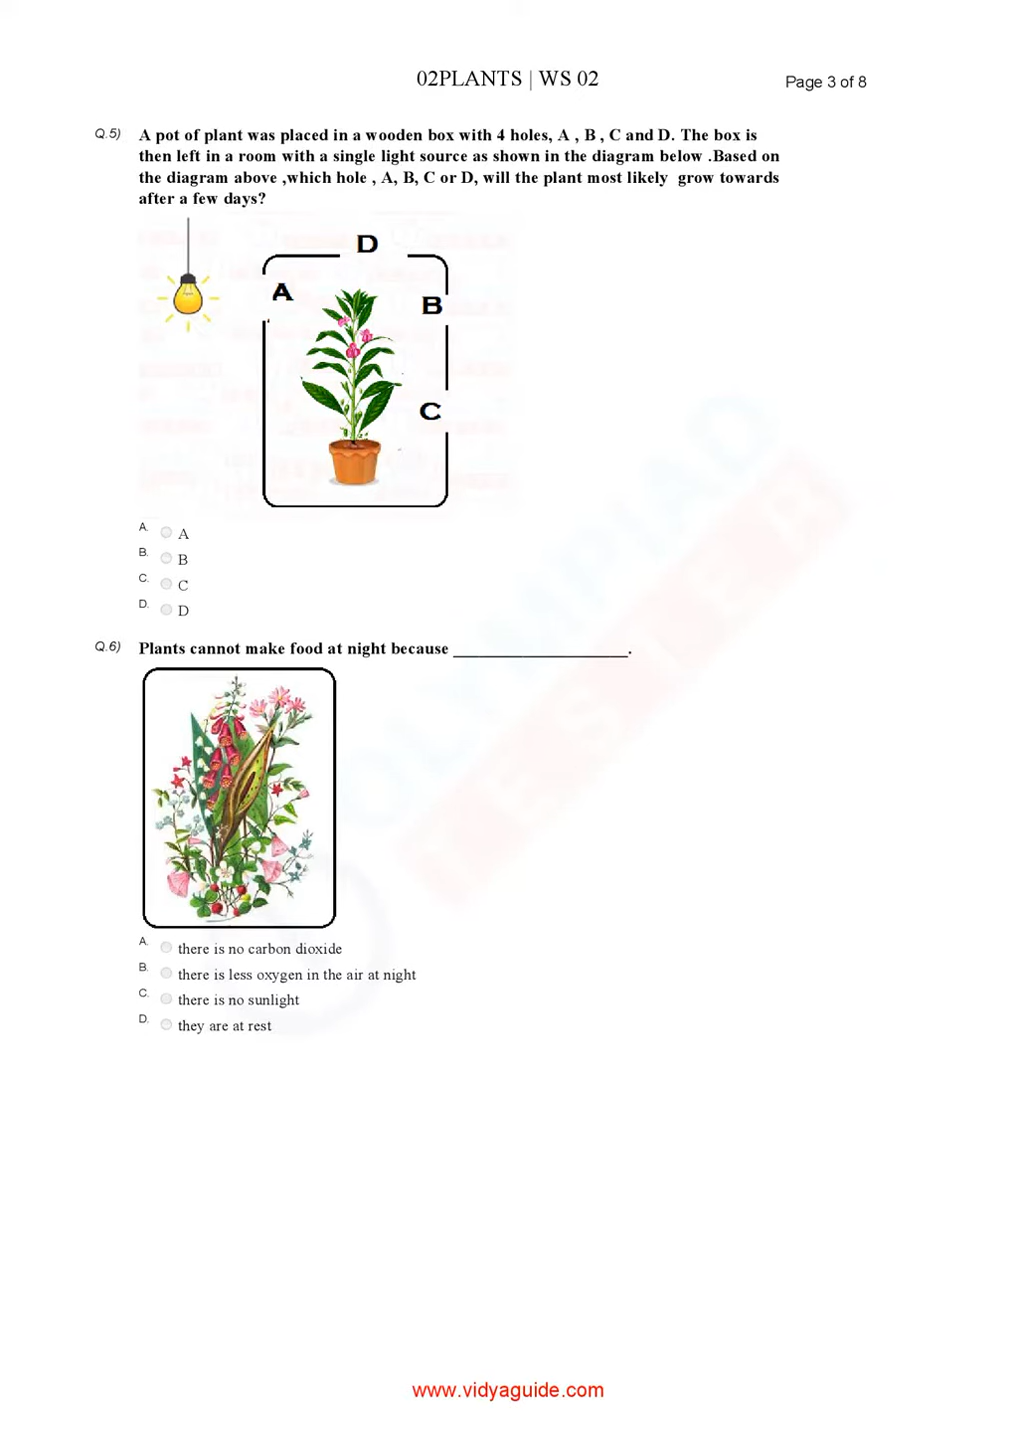 02PLANTS | WS 02
Page 3 of 8
Q.5) A pot of plant was placed in a wooden box with 4 holes, A , B , C and D. The box is
then left in a room with a single light source as shown in the diagram below .Based on
the diagram above ,which hole , A, B, C or D, will the plant most likely grow towards
after a few days?
D
A
B
C
A. A
B. B
C. C
D. D
Q.6) Plants cannot make food at night because ____________________.
A. there is no carbon dioxide
B. there is less oxygen in the air at night
C. there is no sunlight
D. they are at rest
www.vidyaguide.com